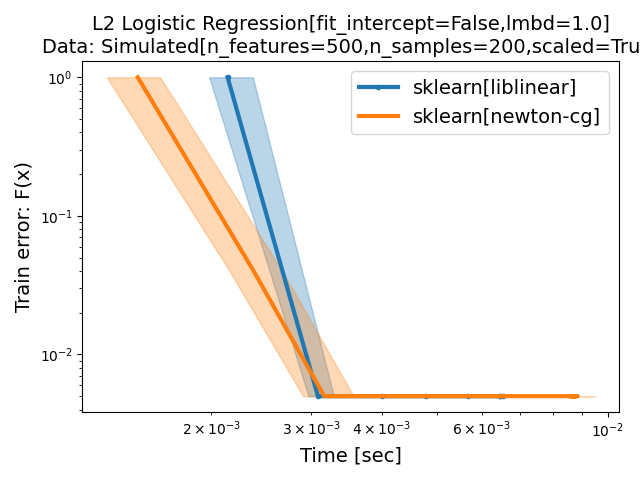 L2 Logistic Regression[fit_intercept=False,lmbd=1.0]
Data: Simulated[n_features=500,n_samples=200,scaled=Tru
sklearn[liblinear]
sklearn[newton-cg]
Train error: F(x)
10⁰
10⁻¹
10⁻²
2 × 10⁻³
3 × 10⁻³
4 × 10⁻³
6 × 10⁻³
10⁻²
Time [sec]